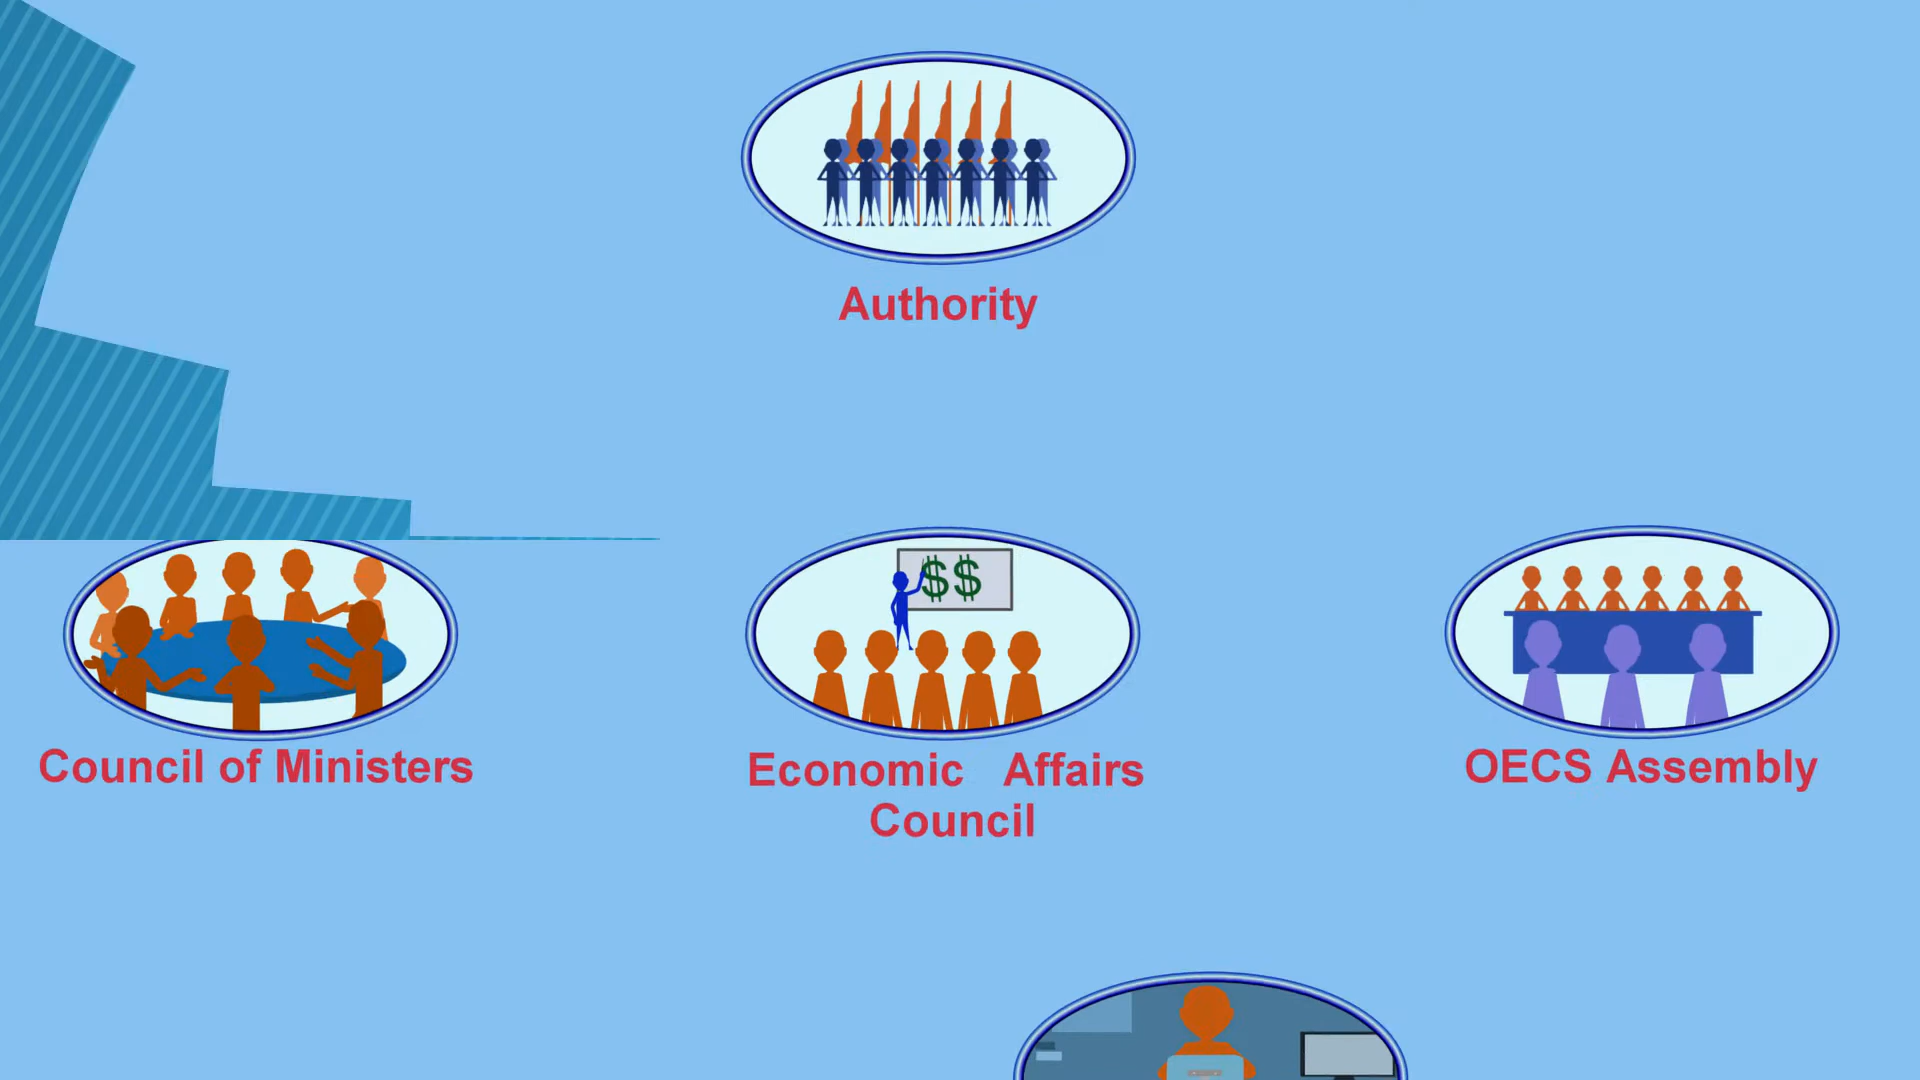 $$
Authority
Council of Ministers
Economic Affairs
Council
OECS Assembly